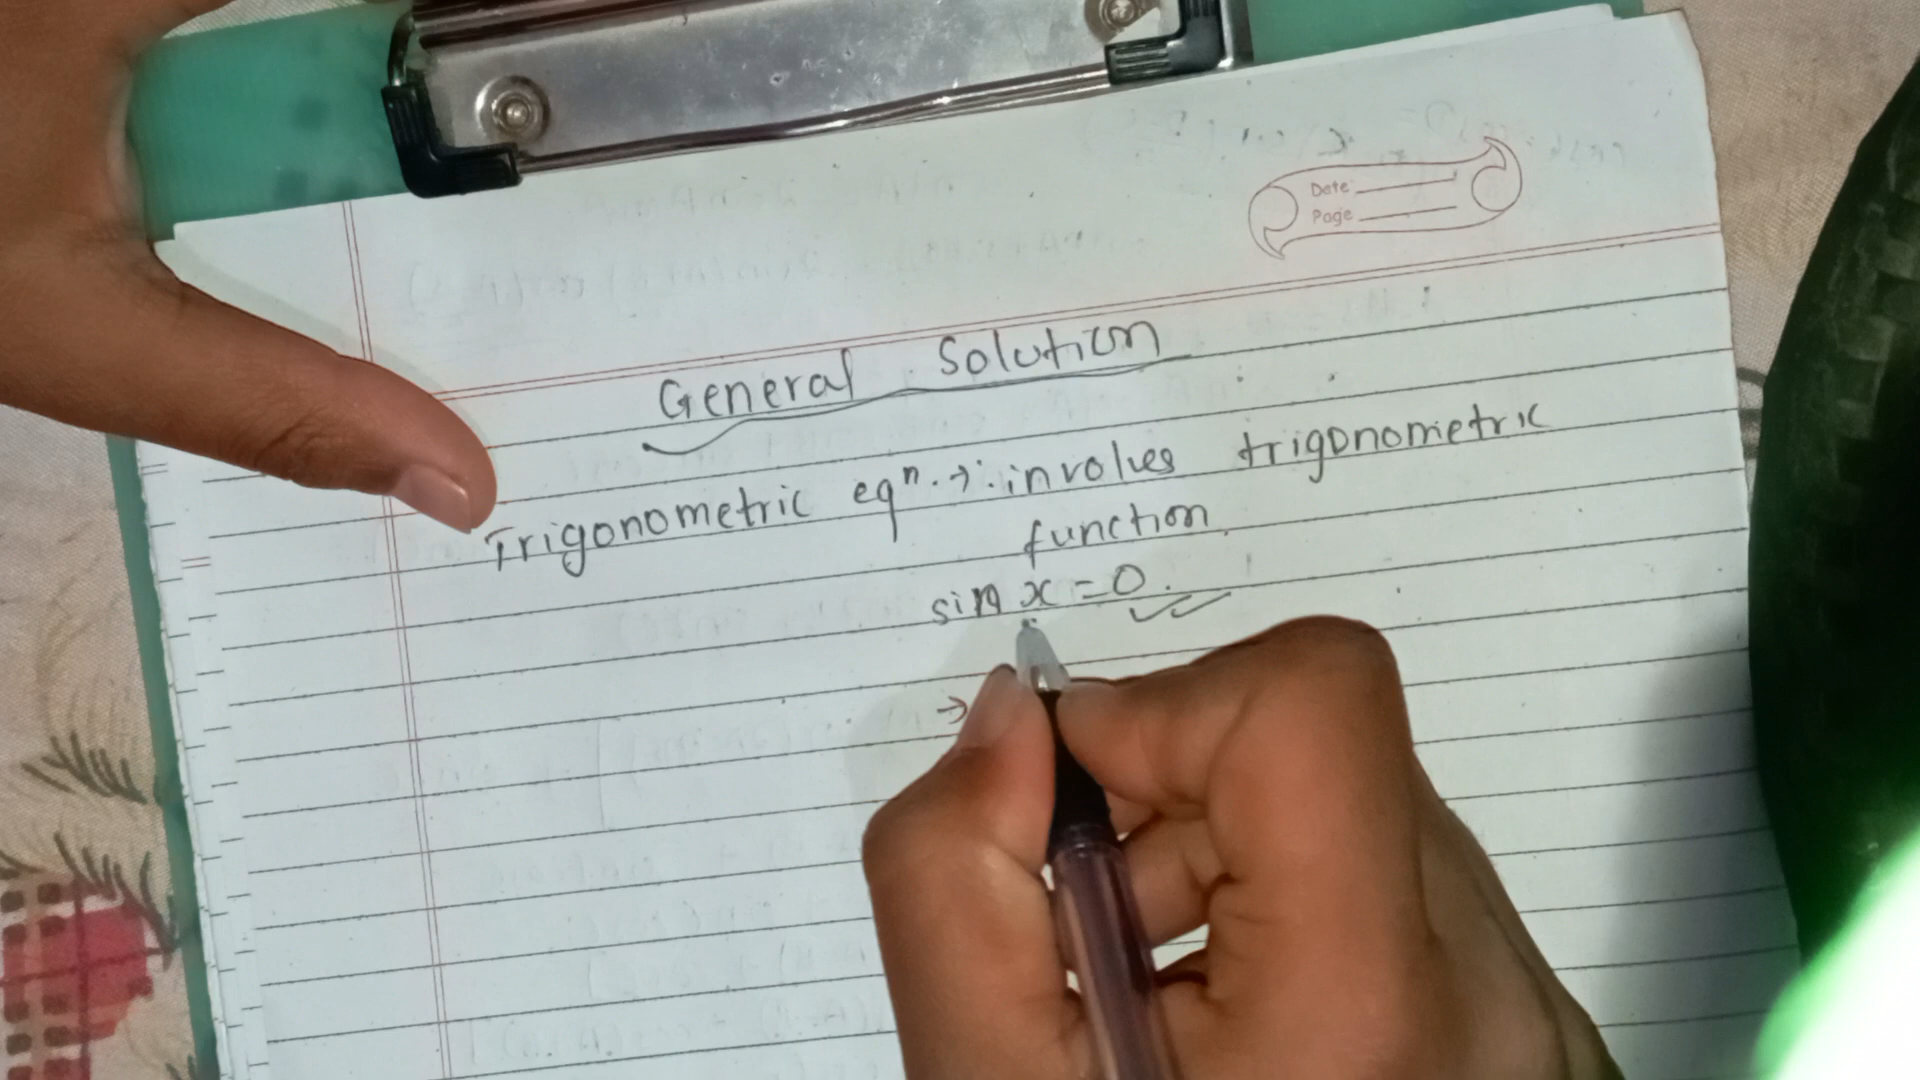 Date
Page
General Solution
Trigonometric eqⁿ. →: involves trigonometric
function
sin x = 0.
→